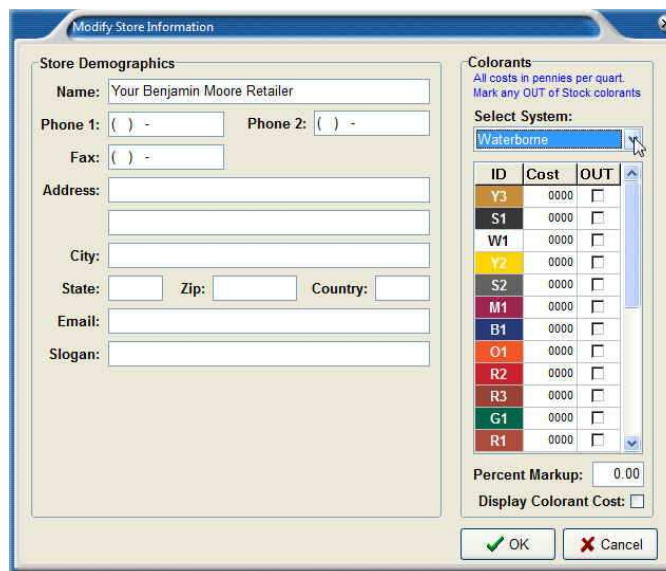 Modify Store Information
Store Demographics
Name: Your Benjamin Moore Retailer
Phone 1: ( ) - Phone 2: ( ) -
Fax: ( ) -
Address:
City:
State: Zip: Country:
Email:
Slogan:
Colorants
All costs in pennies per quart.
Mark any OUT of Stock colorants
Select System:
Waterborne
ID Cost OUT
Y3 0000
S1 0000
W1 0000
Y2 0000
S2 0000
M1 0000
B1 0000
O1 0000
R2 0000
R3 0000
G1 0000
R1 0000
Percent Markup: 0.00
Display Colorant Cost:
OK Cancel